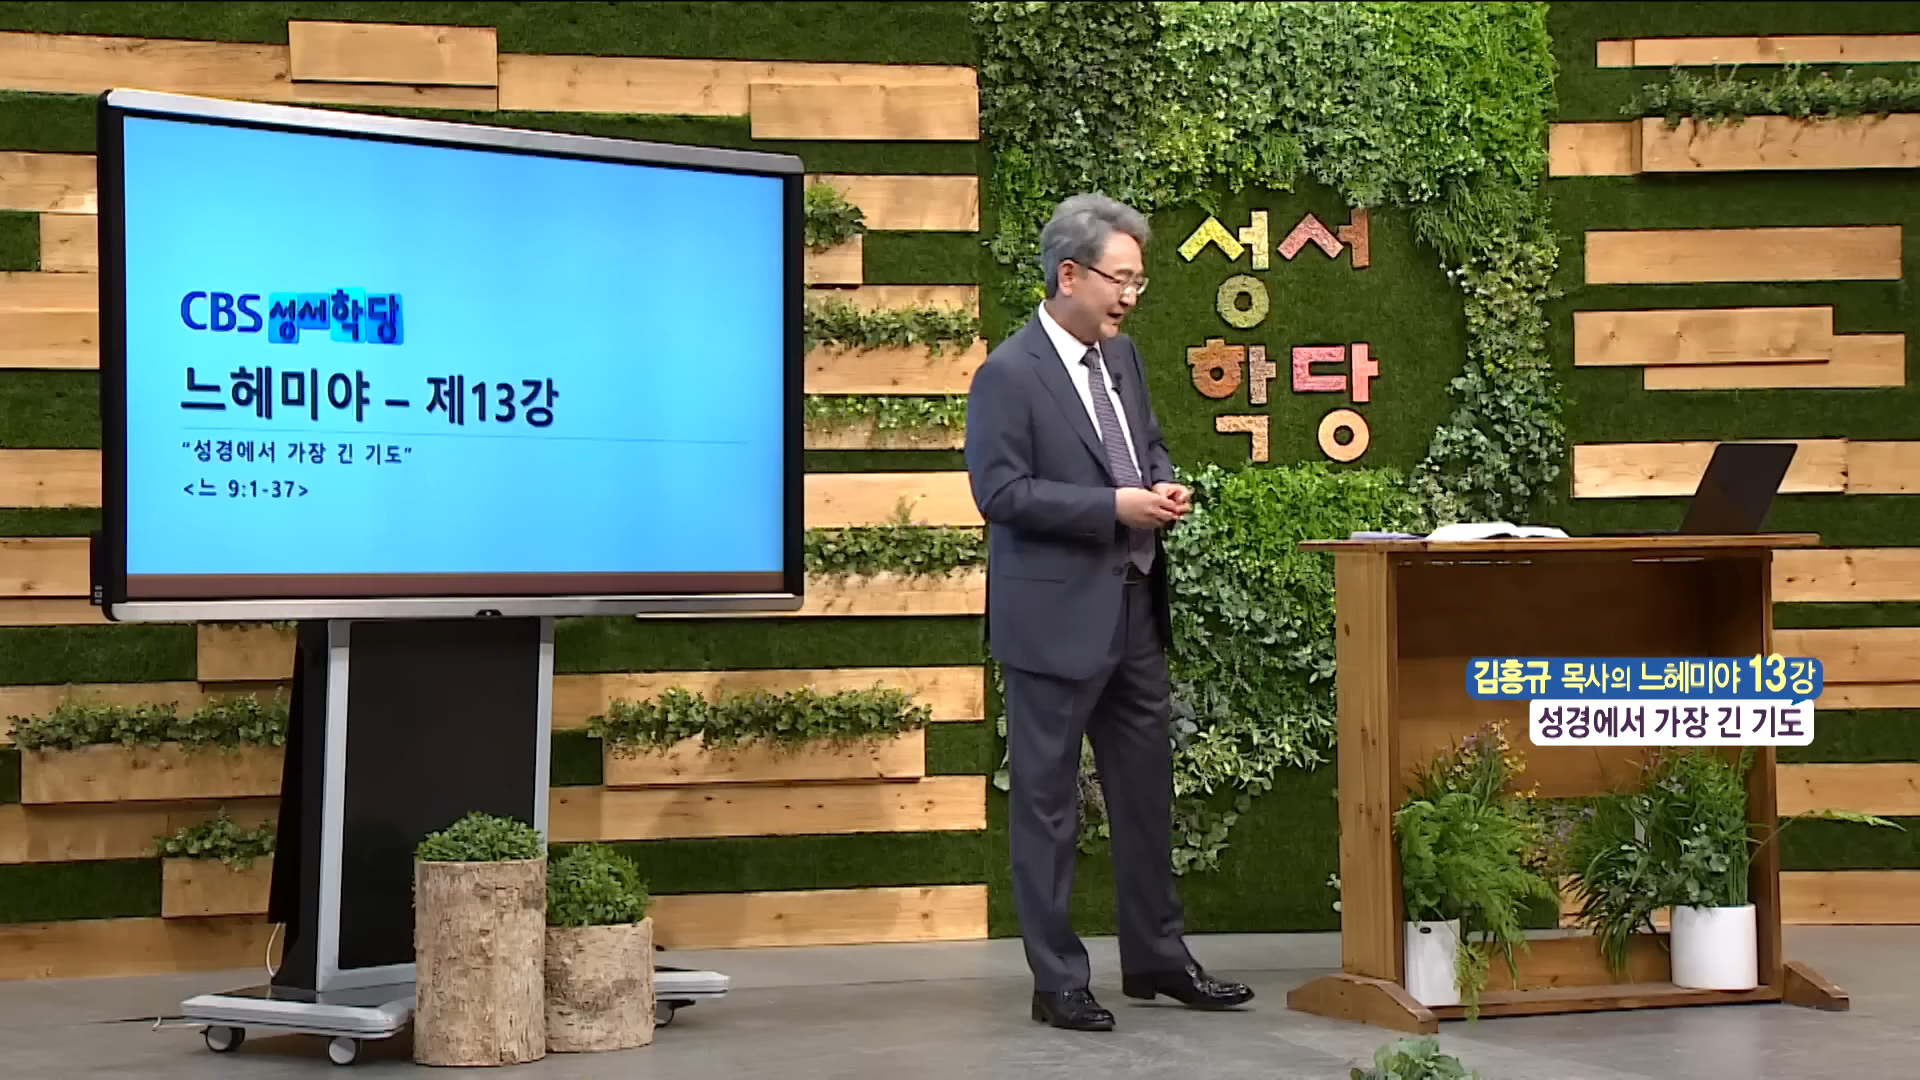 CBS 성서학당
느헤미야 – 제13강
“성경에서 가장 긴 기도”
<느 9:1-37>
성서
학당
김흥규 목사의 느헤미야 13강
성경에서 가장 긴 기도